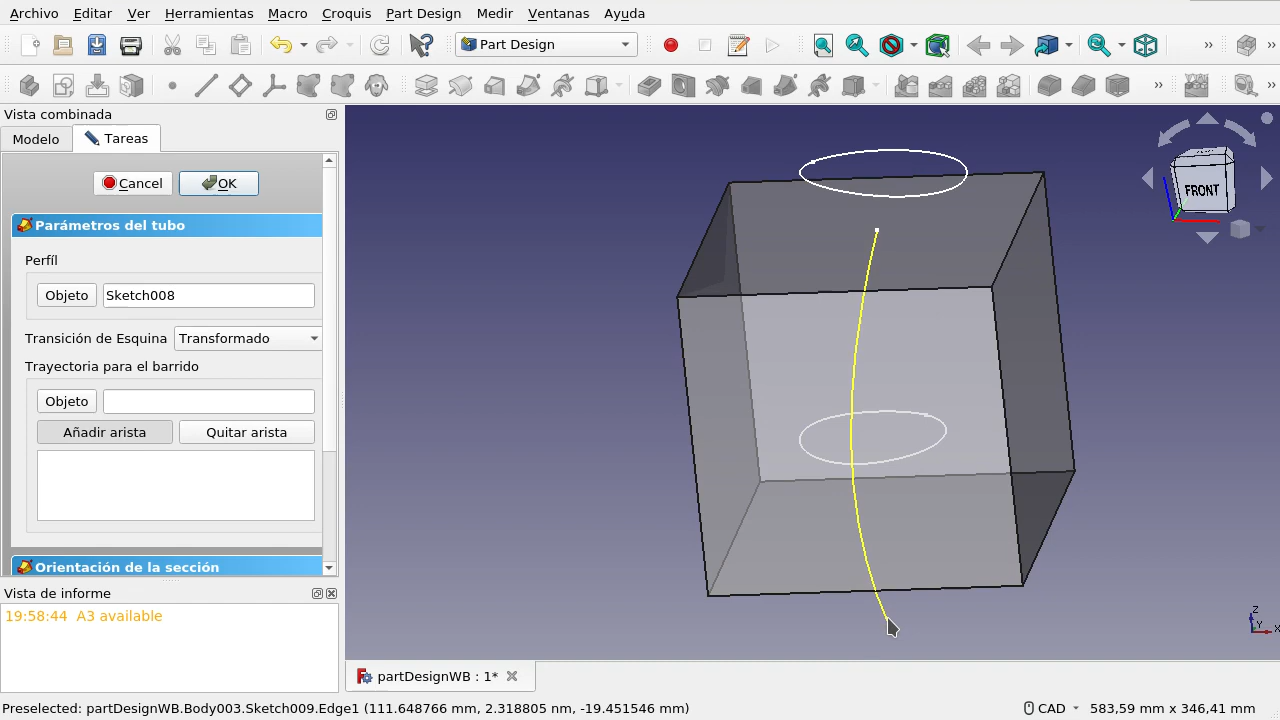 Archivo Editar Ver Herramientas Macro Croquis Part Design Medir Ventanas Ayuda
Part Design
Vista combinada
Modelo Tareas
Cancel OK
Parámetros del tubo
Perfíl
Objeto Sketch008
Transición de Esquina Transformado
Trayectoria para el barrido
Objeto
Añadir arista Quitar arista
Orientación de la sección
Vista de informe
19:58:44 A3 available
FRONT
Z
Y
X
partDesignWB : 1*
Preselected: partDesignWB.Body003.Sketch009.Edge1 (111.648766 mm, 2.318805 mm, -19.451546 mm)
CAD 583,59 mm x 346,41 mm